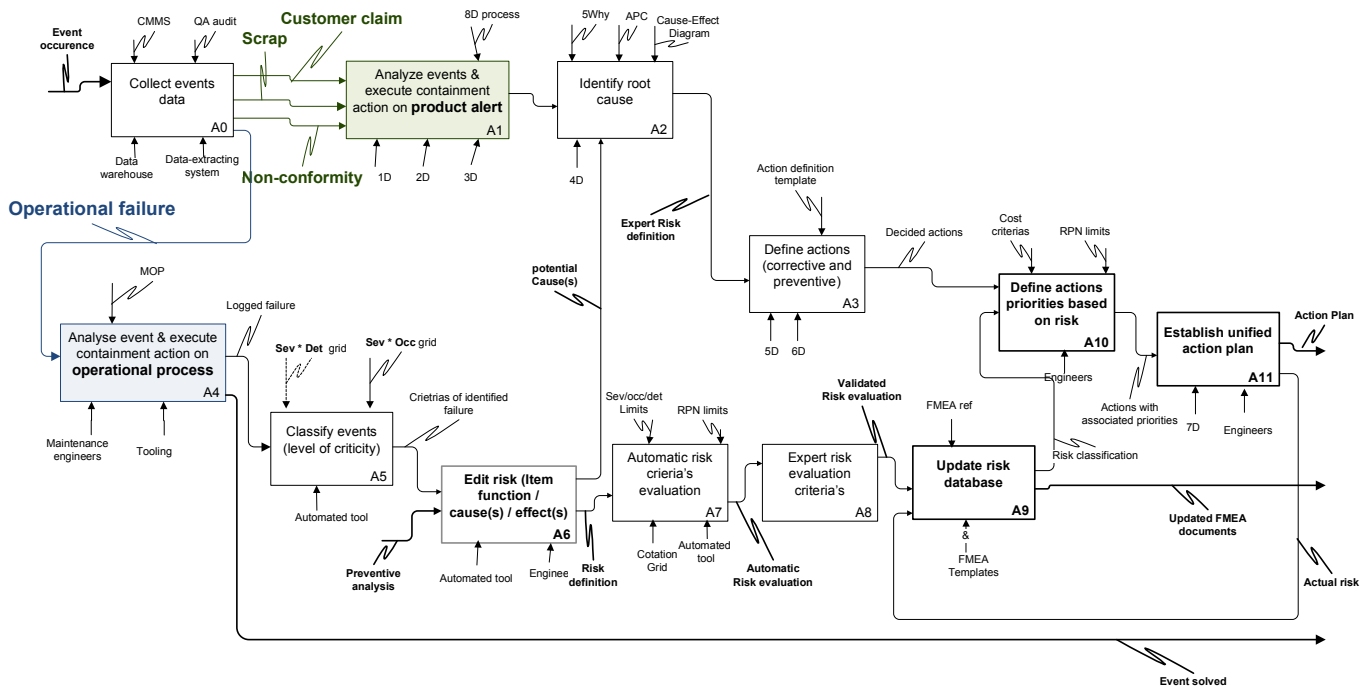 Event
occurence
CMMS
QA audit
Customer claim
Scrap
8D process
5Why
APC
Cause-Effect
Diagram
Collect events
data
A0
Analyze events &
execute containment
action on product alert
A1
Identify root
cause
A2
Data
warehouse
Data-extracting
system
Non-conformity
1D
2D
3D
4D
Operational failure
Expert Risk
definition
Action definition
template
Define actions
(corrective and
preventive)
A3
5D
6D
Decided actions
Cost
criterias
RPN limits
Define actions
priorities based
on risk
A10
Engineers
Establish unified
action plan
A11
Action Plan
Actions with
associated priorities
7D
Engineers
MOP
Logged failure
Analyse event & execute
containment action on
operational process
A4
Maintenance
engineers
Tooling
Sev * Det grid
Sev * Occ grid
Crietrias of identified
failure
Classify events
(level of criticity)
A5
Automated tool
potential
Cause(s)
Edit risk (Item
function /
cause(s) / effect(s)
A6
Preventive
analysis
Automated tool
Enginee
Risk
definition
Sev/occ/det
Limits
RPN limits
Automatic risk
crieria's
evaluation
A7
Cotation
Grid
Automated
tool
Automatic
Risk evaluation
Validated
Risk evaluation
Expert risk
evaluation
criteria's
A8
FMEA ref
Update risk
database
A9
&
FMEA
Templates
Risk classification
Updated FMEA
documents
Actual risk
Event solved